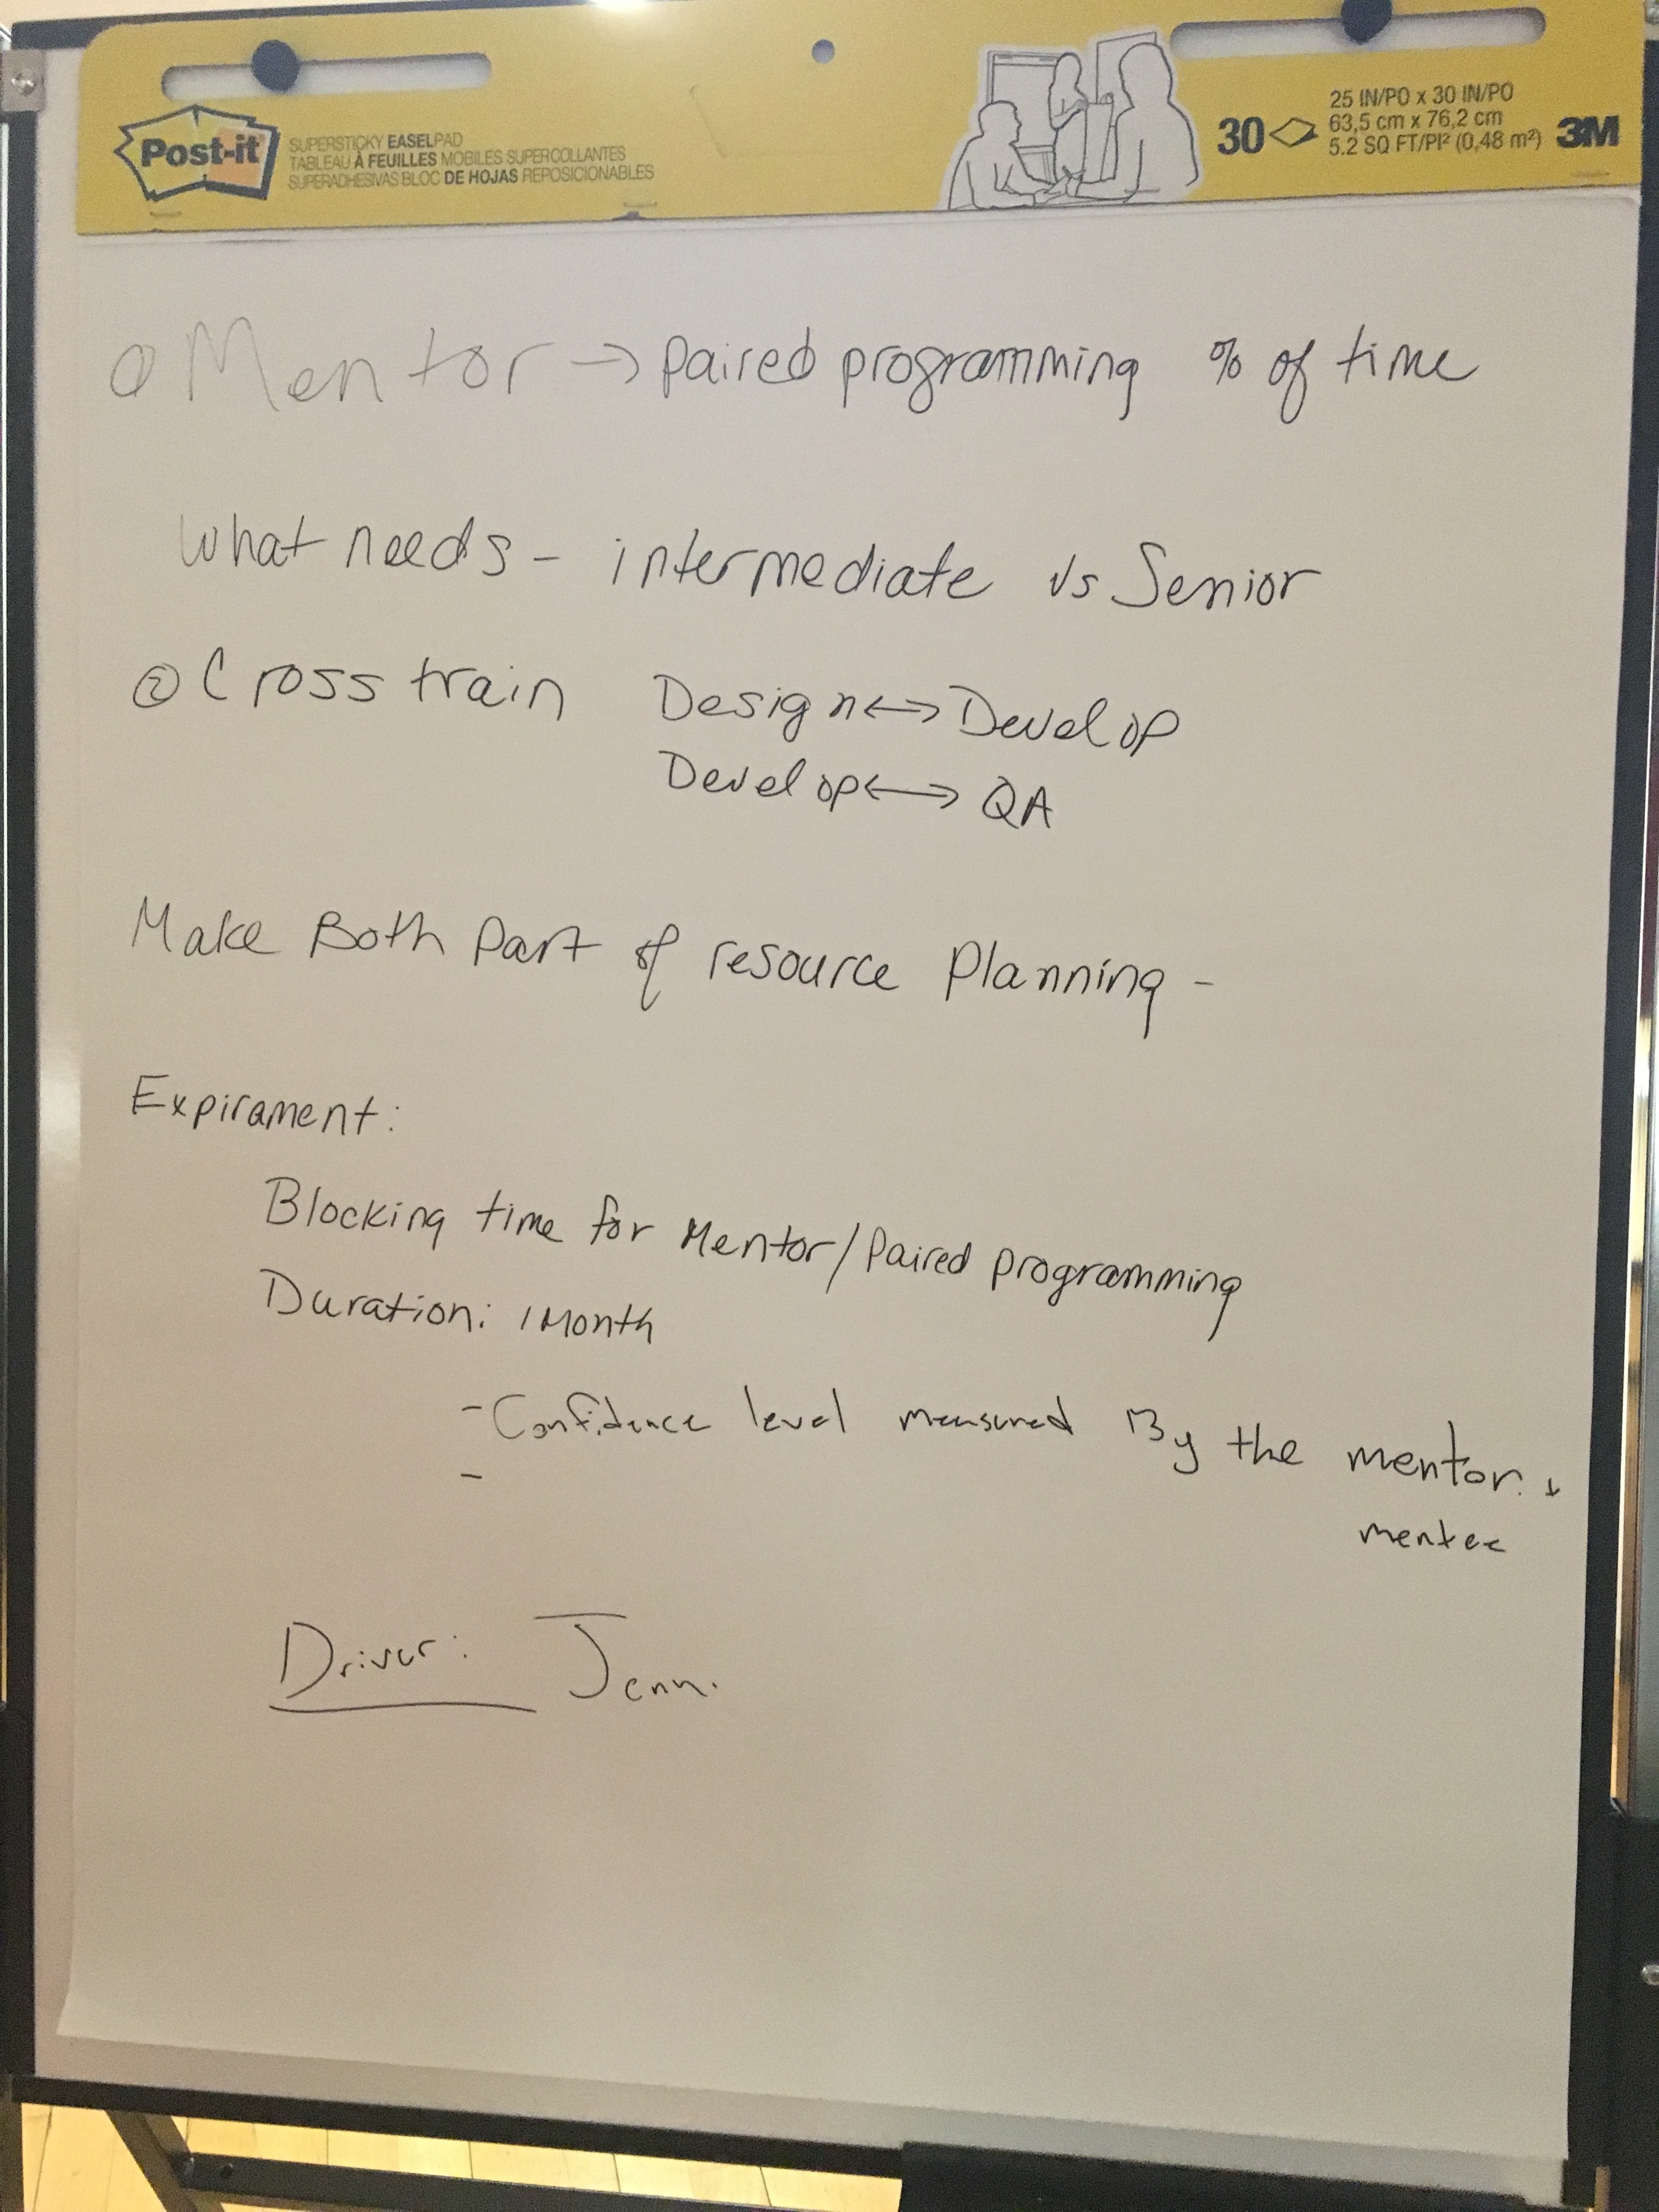 Post-it
SUPERSTICKY EASELPAD
TABLEAU À FEUILLES MOBILES SUPERCOLLANTES
SUPERADHESIVAS BLOC DE HOJAS REPOSICIONABLES
30
25 IN/PO x 30 IN/PO
63,5 cm x 76,2 cm
5.2 SQ FT/PI² (0,48 m²)
3M
① Mentor → paired programming % of time
What needs - intermediate vs Senior
② Cross train Design ↔ Develop
Develop ↔ QA
Make Both Part of resource Planning -
Expirament:
Blocking time for Mentor/Paired programming
Duration: 1 Month
- Confidence level measured By the mentor. +
mentee
-
Driver: Jenn.